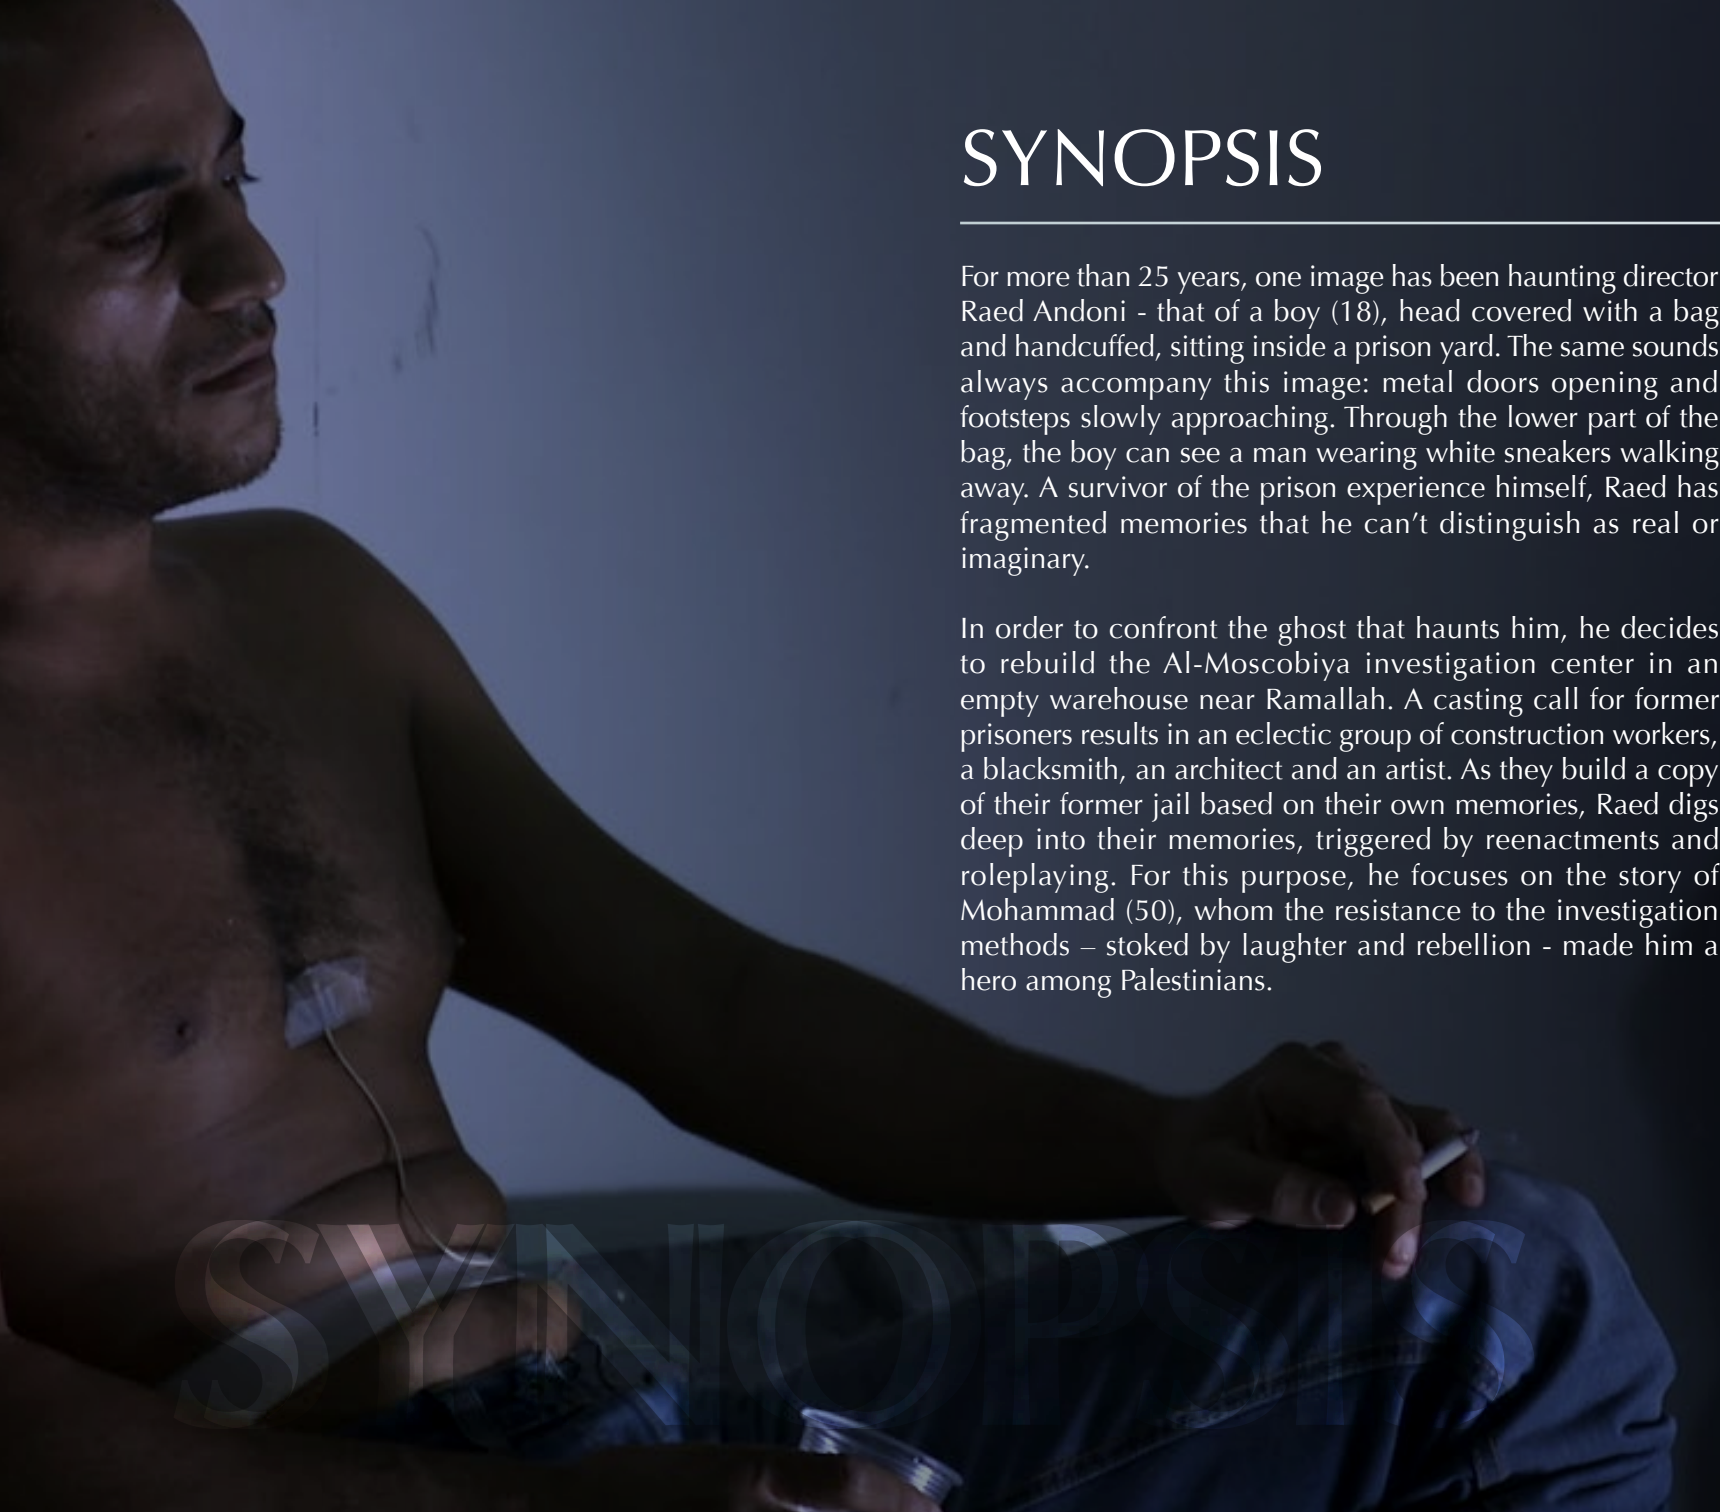 SYNOPSIS
For more than 25 years, one image has been haunting director
Raed Andoni - that of a boy (18), head covered with a bag
and handcuffed, sitting inside a prison yard. The same sounds
always accompany this image: metal doors opening and
footsteps slowly approaching. Through the lower part of the
bag, the boy can see a man wearing white sneakers walking
away. A survivor of the prison experience himself, Raed has
fragmented memories that he can’t distinguish as real or
imaginary.
In order to confront the ghost that haunts him, he decides
to rebuild the Al-Moscobiya investigation center in an
empty warehouse near Ramallah. A casting call for former
prisoners results in an eclectic group of construction workers,
a blacksmith, an architect and an artist. As they build a copy
of their former jail based on their own memories, Raed digs
deep into their memories, triggered by reenactments and
roleplaying. For this purpose, he focuses on the story of
Mohammad (50), whom the resistance to the investigation
methods – stoked by laughter and rebellion - made him a
hero among Palestinians.
SYNOPSIS